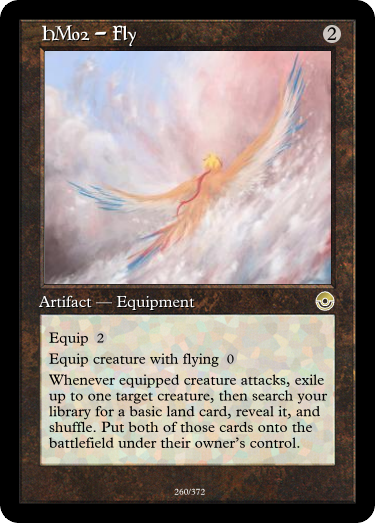 HM02 – Fly 2
Artifact — Equipment
Equip 2
Equip creature with flying 0
Whenever equipped creature attacks, exile
up to one target creature, then search your
library for a basic land card, reveal it, and
shuffle. Put both of those cards onto the
battlefield under their owner's control.
260/372